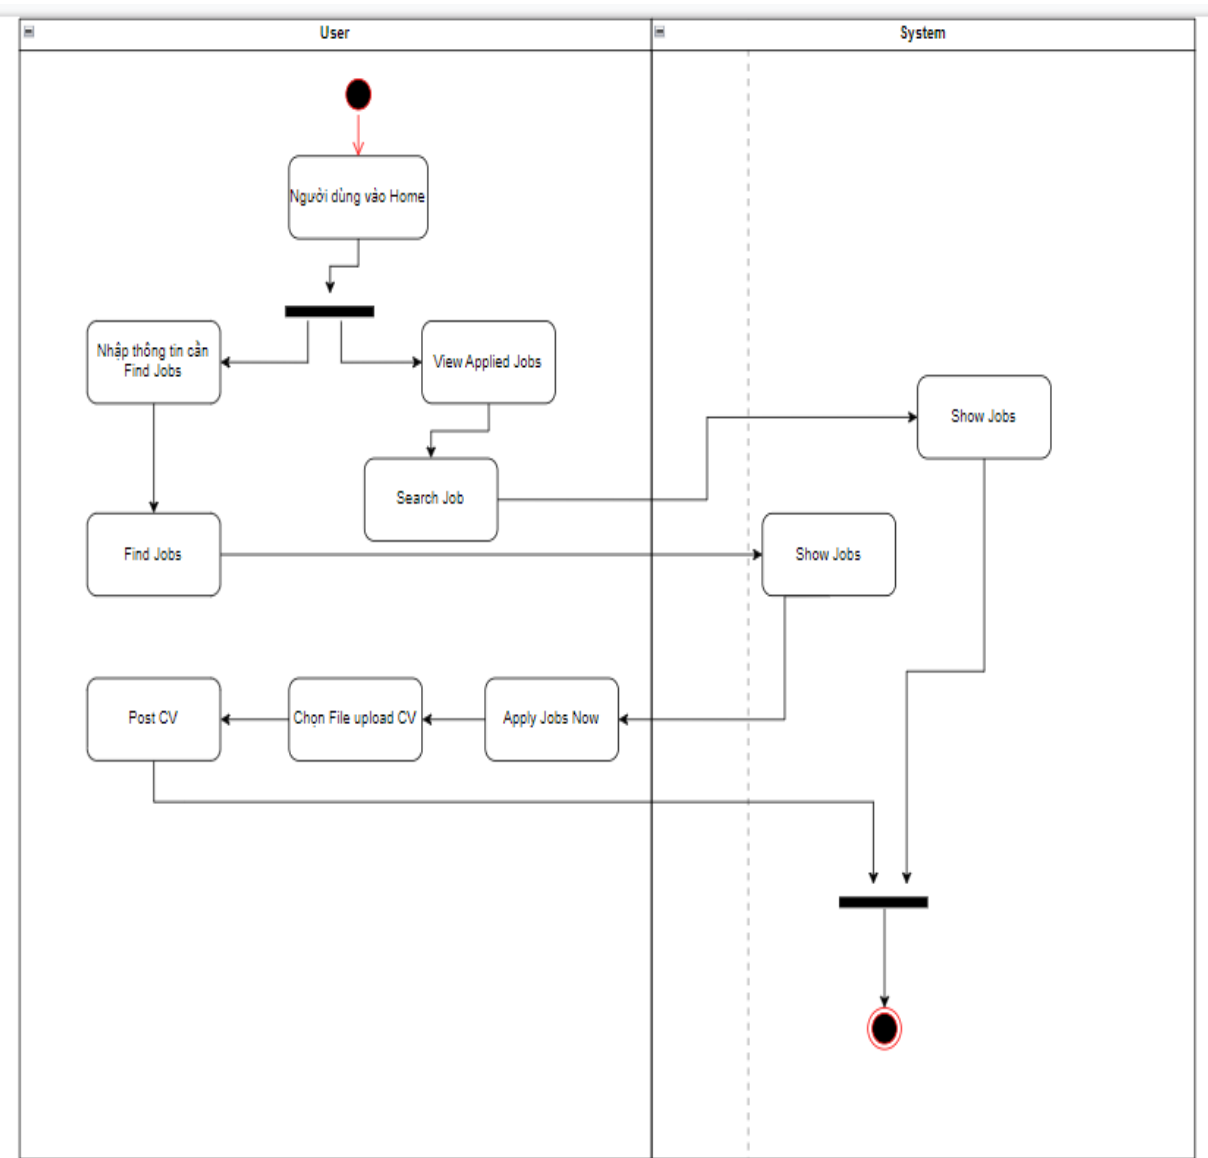 User
System
Người dùng vào Home
Nhập thông tin cần
Find Jobs
View Applied Jobs
Show Jobs
Search Job
Find Jobs
Show Jobs
Post CV
Chọn File upload CV
Apply Jobs Now